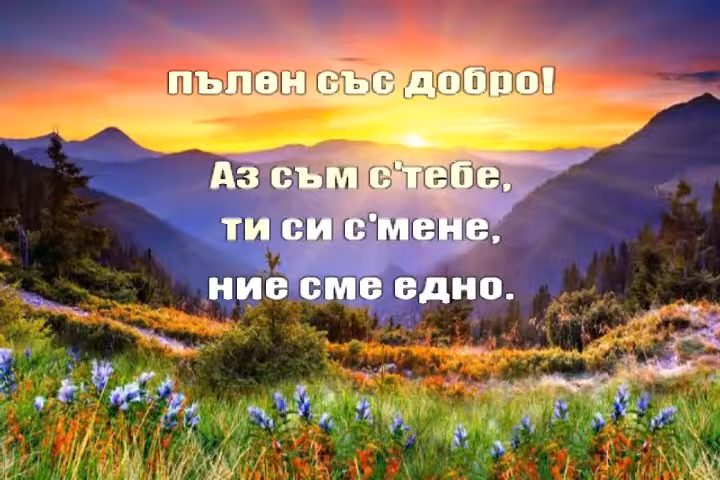 пълен със добро!
Аз съм с'тебе,
ти си с'мене,
ние сме едно.